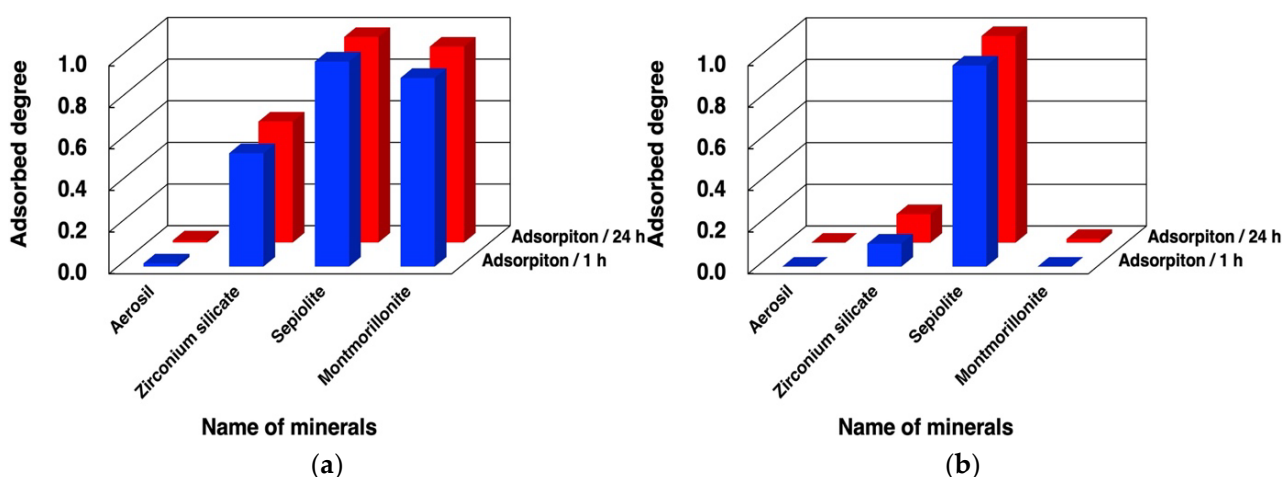 Adsorbed degree
1.0
0.8
0.6
0.4
0.2
0.0
Adsorpiton / 24 h
Adsorpiton / 1 h
Aerosil
Zirconium silicate
Sepiolite
Montmorillonite
Name of minerals
(a)
Adsorbed degree
1.0
0.8
0.6
0.4
0.2
0.0
Adsorpiton / 24 h
Adsorpiton / 1 h
Aerosil
Zirconium silicate
Sepiolite
Montmorillonite
Name of minerals
(b)